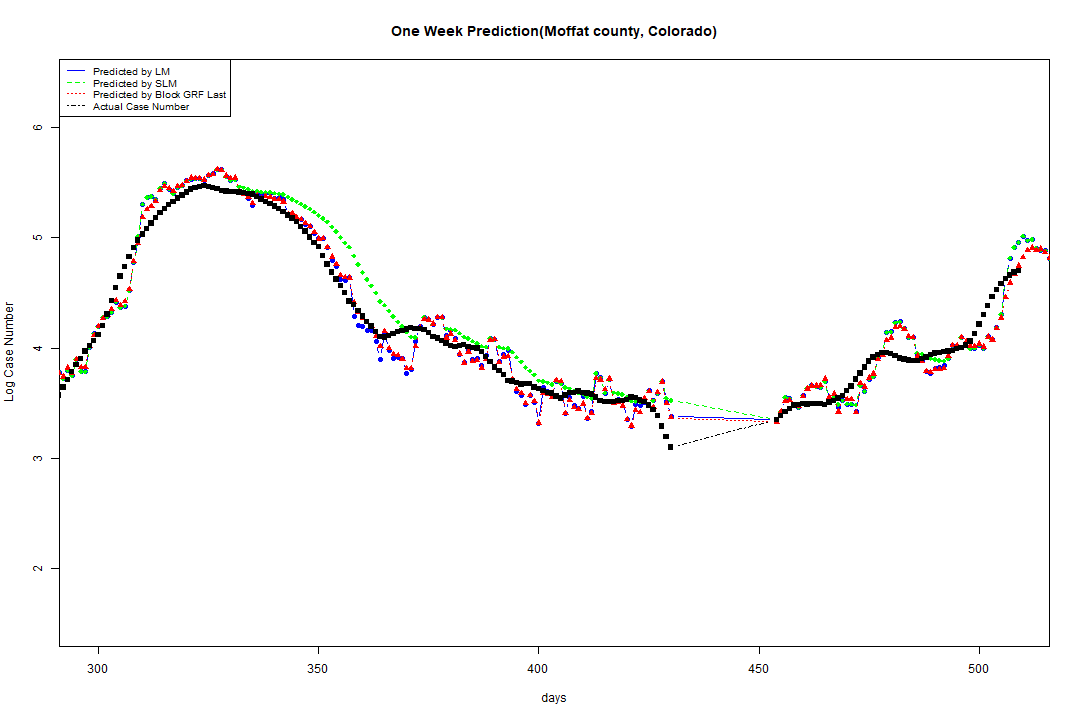 One Week Prediction(Moffat county, Colorado)
Predicted by LM
Predicted by SLM
Predicted by Block GRF Last
Actual Case Number
6
5
4
3
2
Log Case Number
300 350 400 450 500
days